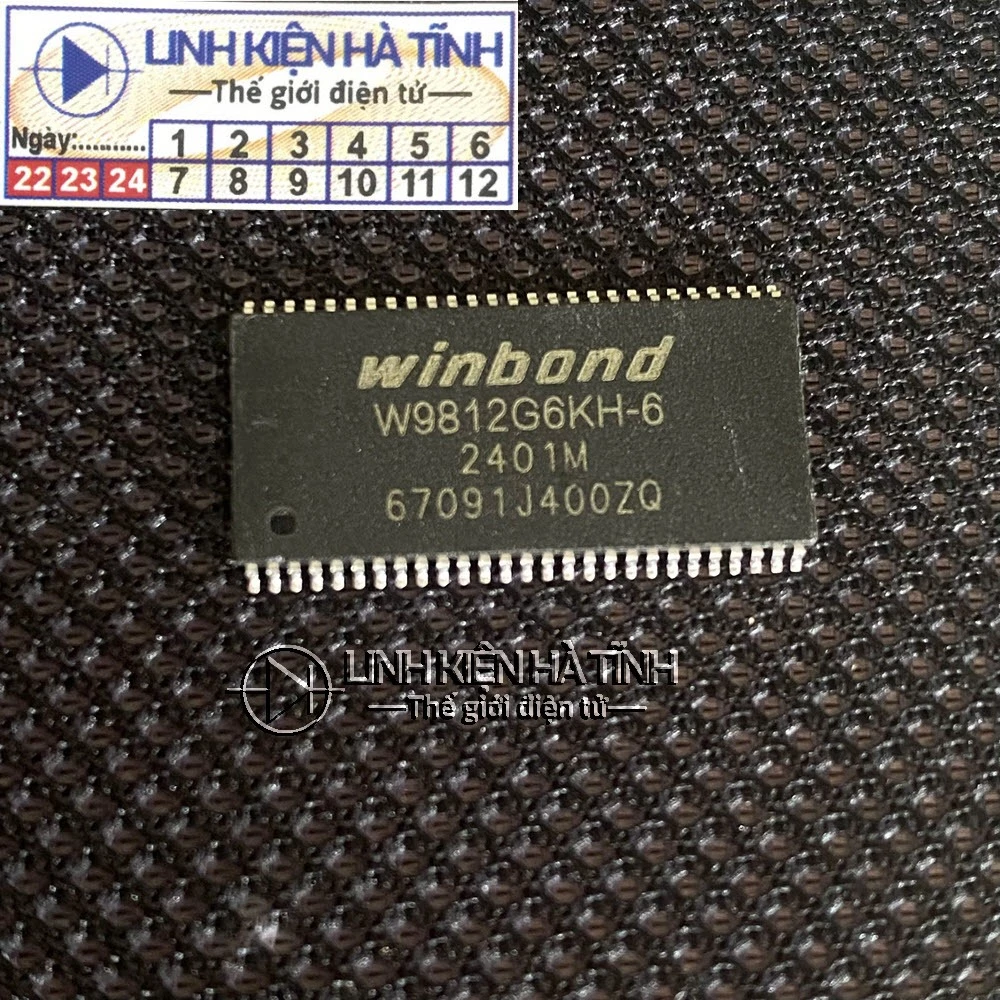 LINH KIỆN HÀ TĨNH
Thế giới điện tử
Ngày:........... 1 2 3 4 5 6
22 23 24 7 8 9 10 11 12
winbond
W9812G6KH-6
2401M
67091J400ZQ
LINH KIỆN HÀ TĨNH
Thế giới điện tử